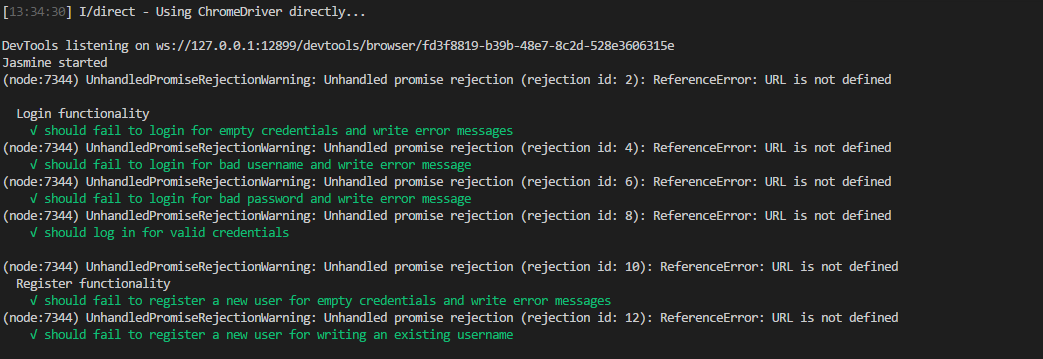 [13:34:30] I/direct - Using ChromeDriver directly...
DevTools listening on ws://127.0.0.1:12899/devtools/browser/fd3f8819-b39b-48e7-8c2d-528e3606315e
Jasmine started
(node:7344) UnhandledPromiseRejectionWarning: Unhandled promise rejection (rejection id: 2): ReferenceError: URL is not defined
Login functionality
√ should fail to login for empty credentials and write error messages
(node:7344) UnhandledPromiseRejectionWarning: Unhandled promise rejection (rejection id: 4): ReferenceError: URL is not defined
√ should fail to login for bad username and write error message
(node:7344) UnhandledPromiseRejectionWarning: Unhandled promise rejection (rejection id: 6): ReferenceError: URL is not defined
√ should fail to login for bad password and write error message
(node:7344) UnhandledPromiseRejectionWarning: Unhandled promise rejection (rejection id: 8): ReferenceError: URL is not defined
√ should log in for valid credentials
(node:7344) UnhandledPromiseRejectionWarning: Unhandled promise rejection (rejection id: 10): ReferenceError: URL is not defined
Register functionality
√ should fail to register a new user for empty credentials and write error messages
(node:7344) UnhandledPromiseRejectionWarning: Unhandled promise rejection (rejection id: 12): ReferenceError: URL is not defined
√ should fail to register a new user for writing an existing username